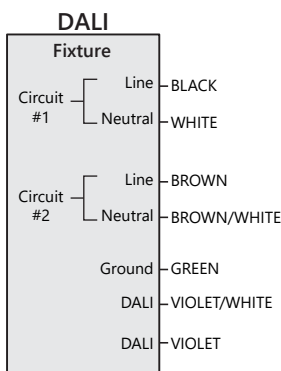 DALI
Fixture
Circuit #1
Line BLACK
Neutral WHITE
Circuit #2
Line BROWN
Neutral BROWN/WHITE
Ground GREEN
DALI VIOLET/WHITE
DALI VIOLET